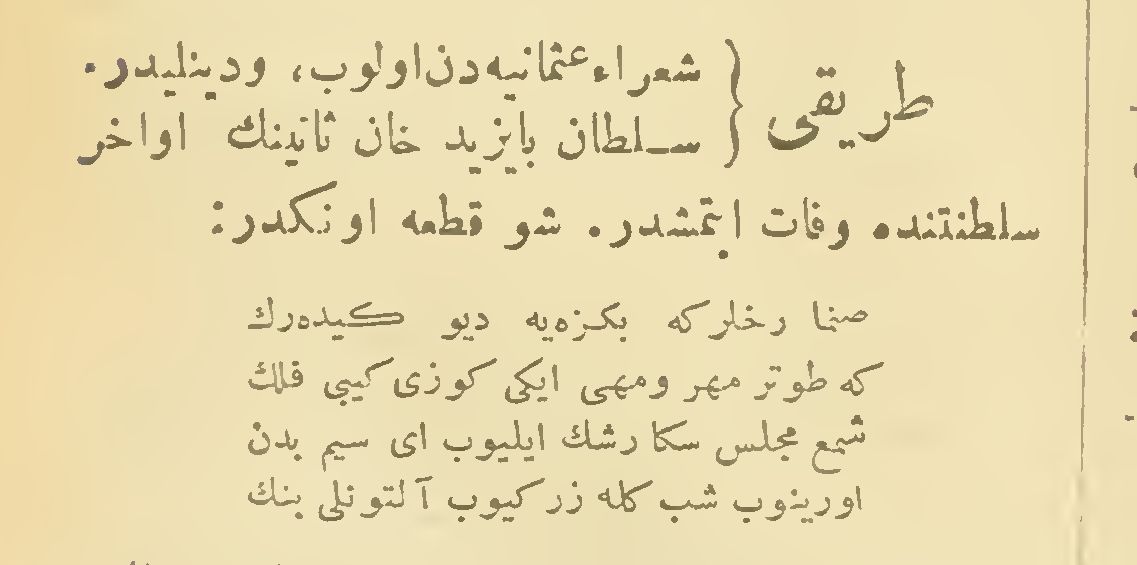 طریقی } شعراء عثمانیه‌دن اولوب، ودینلیدر.
سـلطان بایزید خان ثانینك اواخر
سلطنتنده وفات ایتمشدر. شو قطعه اونکدر:
صنما رخلرکه بکزه‌یه دیو کیده‌رك
که طوتر مهر ومهی ایکی کوزی کیبی فلك
شمع مجلس سکا رشك ایلیوب ای سیم بدن
اورینوب شب کله زر کیوب آلتونلی بنك